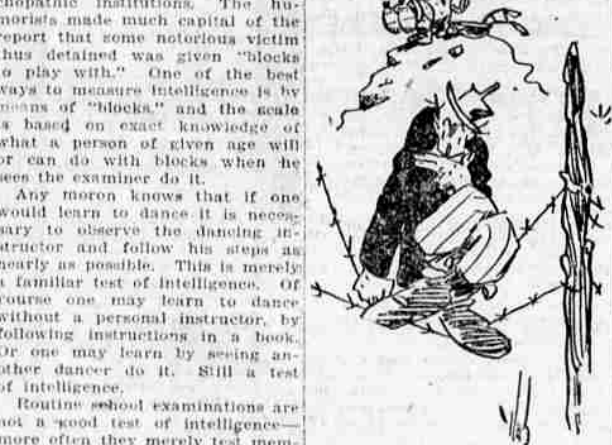 chopathic institutions. The hu-
morists made much capital of the
report that some notorious victim
thus detained was given "blocks
to play with." One of the best
ways to measure intelligence is by
means of "blocks," and the scale
is based on exact knowledge of
what a person of given age will
or can do with blocks when he
sees the examiner do it.
Any moron knows that if one
would learn to dance it is neces-
sary to observe the dancing in-
structor and follow his steps as
nearly as possible. This is merely
a familiar test of intelligence. Of
course one may learn to dance
without a personal instructor, by
following instructions in a book.
Or one may learn by seeing an-
other dancer do it. Still a test
of intelligence.
Routine school examinations are
not a good test of intelligence—
more often they merely test mem-